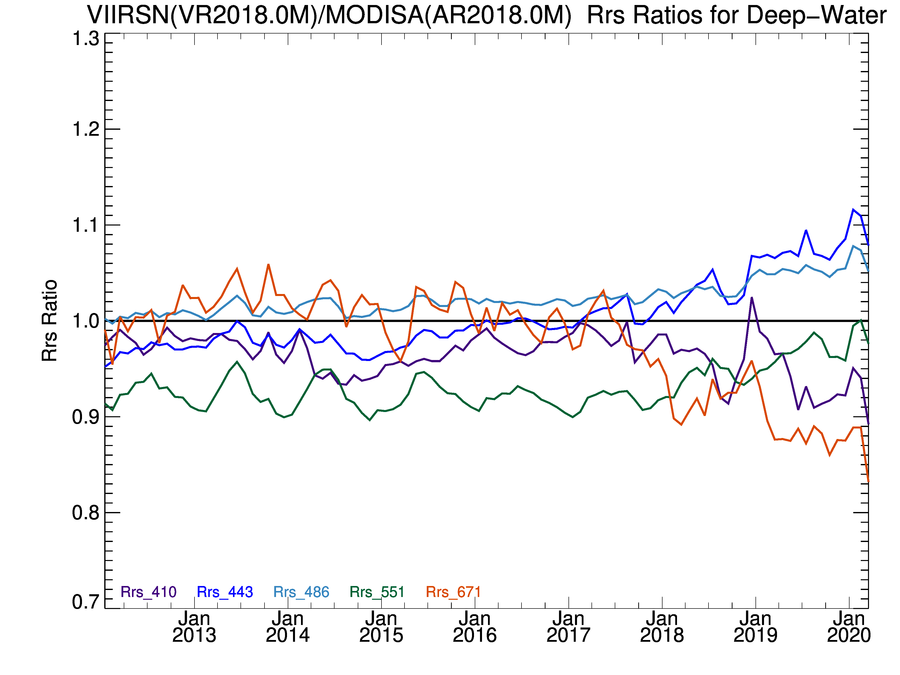 VIIRSN(VR2018.0M)/MODISA(AR2018.0M)  Rrs Ratios for Deep−Water
1.3
1.2
1.1
1.0
0.9
0.8
0.7
Rrs Ratio
Rrs_410 Rrs_443 Rrs_486 Rrs_551 Rrs_671
Jan Jan Jan Jan Jan Jan Jan Jan
2013 2014 2015 2016 2017 2018 2019 2020